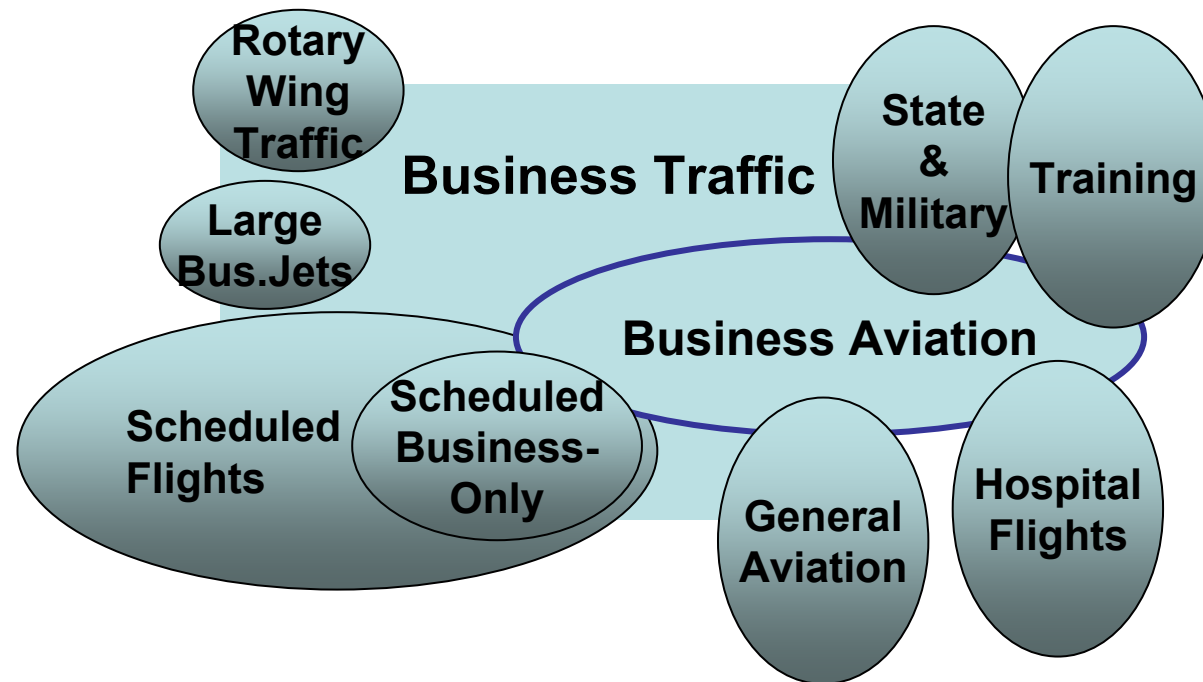 Rotary
Wing
Traffic
Business Traffic
State
&
Military
Training
Large
Bus.Jets
Business Aviation
Scheduled
Flights
Scheduled
Business-
Only
General
Aviation
Hospital
Flights